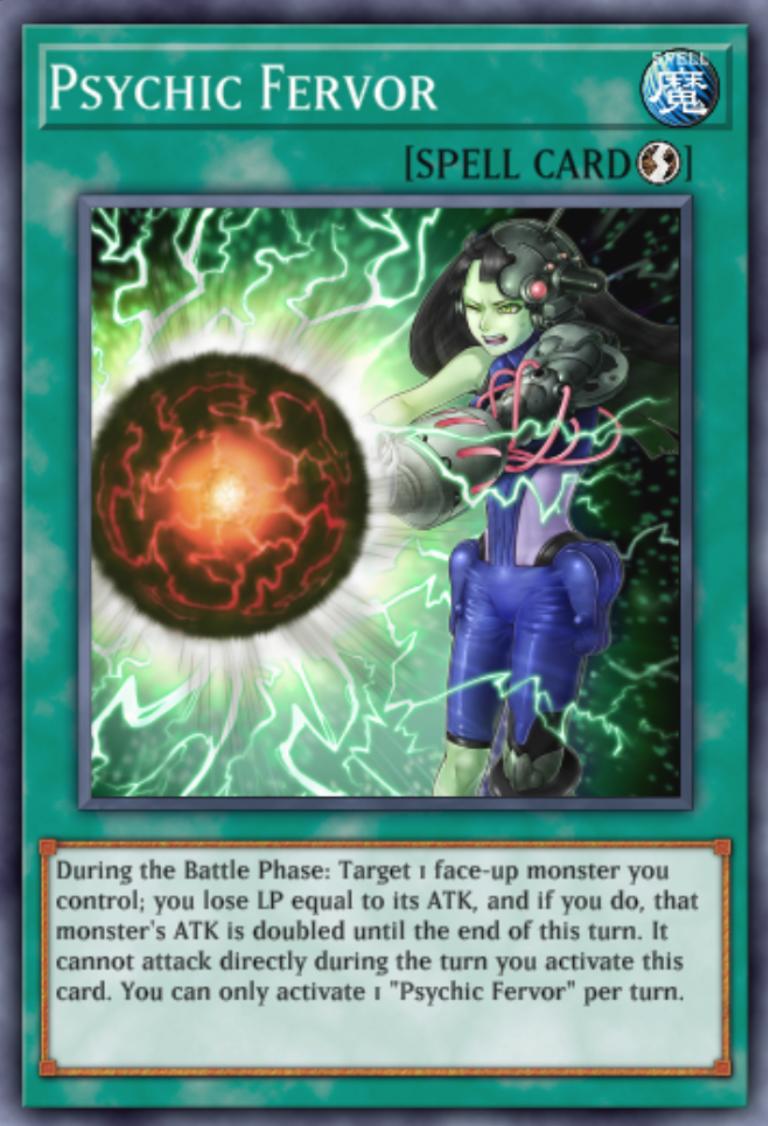 Psychic Fervor
SPELL
魔
[SPELL CARD]
During the Battle Phase: Target 1 face-up monster you
control; you lose LP equal to its ATK, and if you do, that
monster's ATK is doubled until the end of this turn. It
cannot attack directly during the turn you activate this
card. You can only activate 1 "Psychic Fervor" per turn.